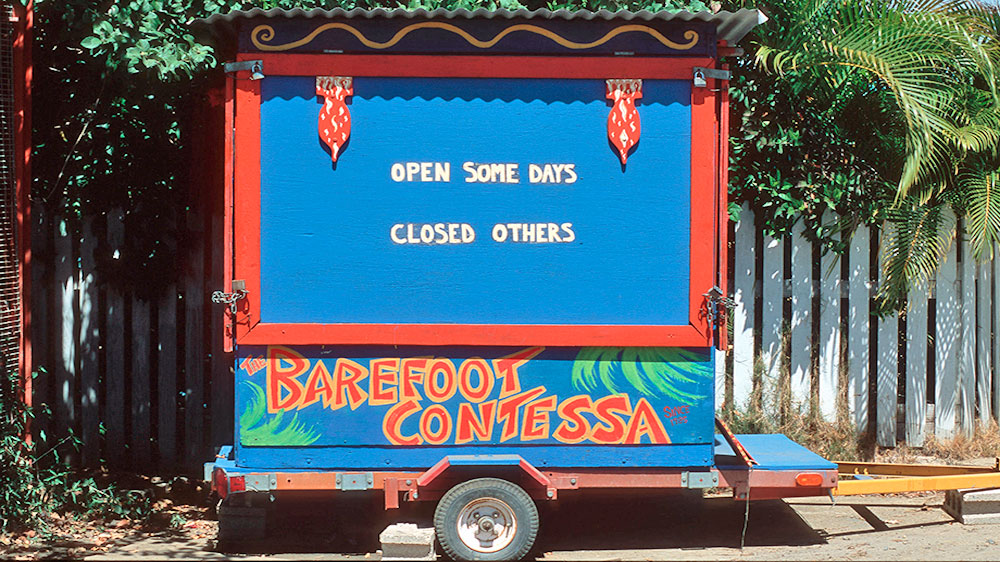 OPEN SOME DAYS
CLOSED OTHERS
THE BAREFOOT
CONTESSA